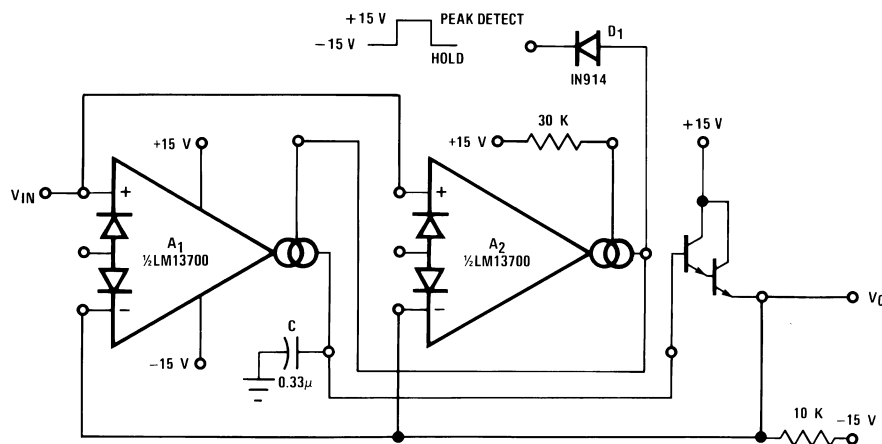 +15 V
PEAK DETECT
−15 V
HOLD
D1
IN914
30 K
+15 V
+15 V
+15 V
VIN
+
A1
½LM13700
−
−15 V
+
A2
½LM13700
−
C
0.33µ
10 K
−15 V